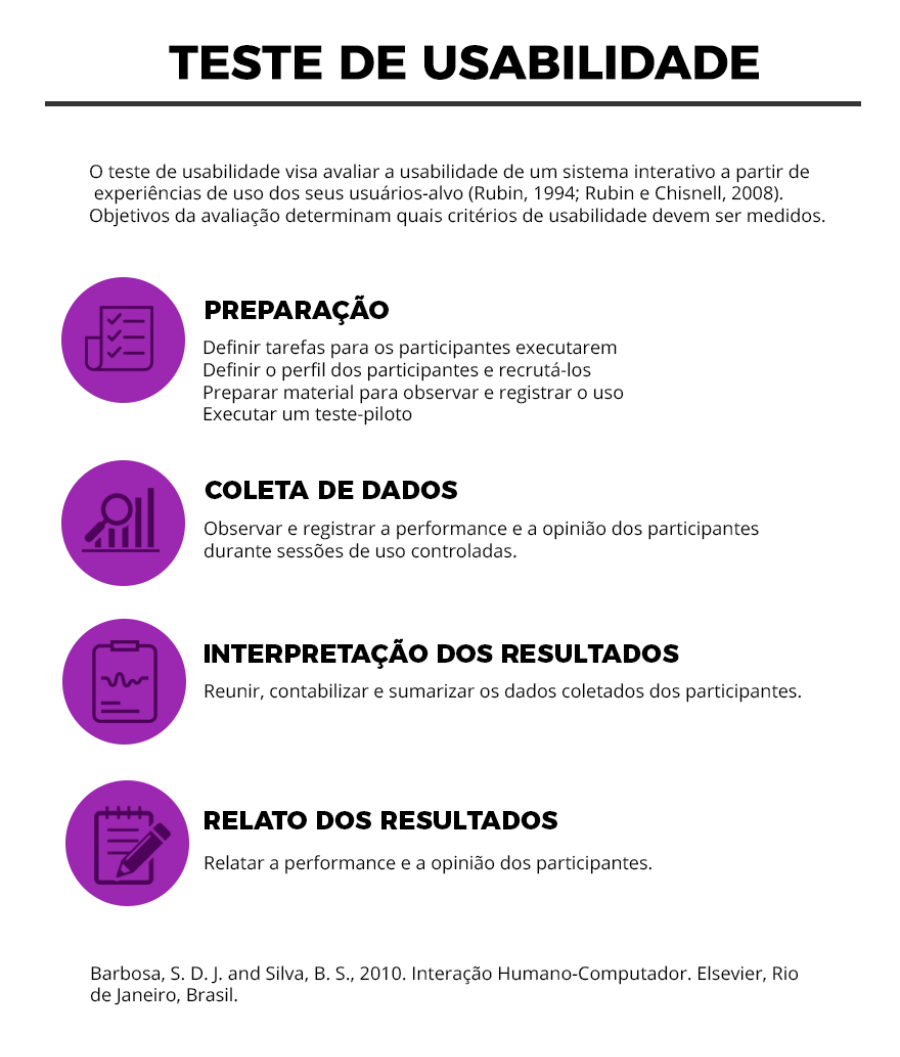 TESTE DE USABILIDADE
O teste de usabilidade visa avaliar a usabilidade de um sistema interativo a partir de
experiências de uso dos seus usuários-alvo (Rubin, 1994; Rubin e Chisnell, 2008).
Objetivos da avaliação determinam quais critérios de usabilidade devem ser medidos.
PREPARAÇÃO
Definir tarefas para os participantes executarem
Definir o perfil dos participantes e recrutá-los
Preparar material para observar e registrar o uso
Executar um teste-piloto
COLETA DE DADOS
Observar e registrar a performance e a opinião dos participantes
durante sessões de uso controladas.
INTERPRETAÇÃO DOS RESULTADOS
Reunir, contabilizar e sumarizar os dados coletados dos participantes.
RELATO DOS RESULTADOS
Relatar a performance e a opinião dos participantes.
Barbosa, S. D. J. and Silva, B. S., 2010. Interação Humano-Computador. Elsevier, Rio
de Janeiro, Brasil.